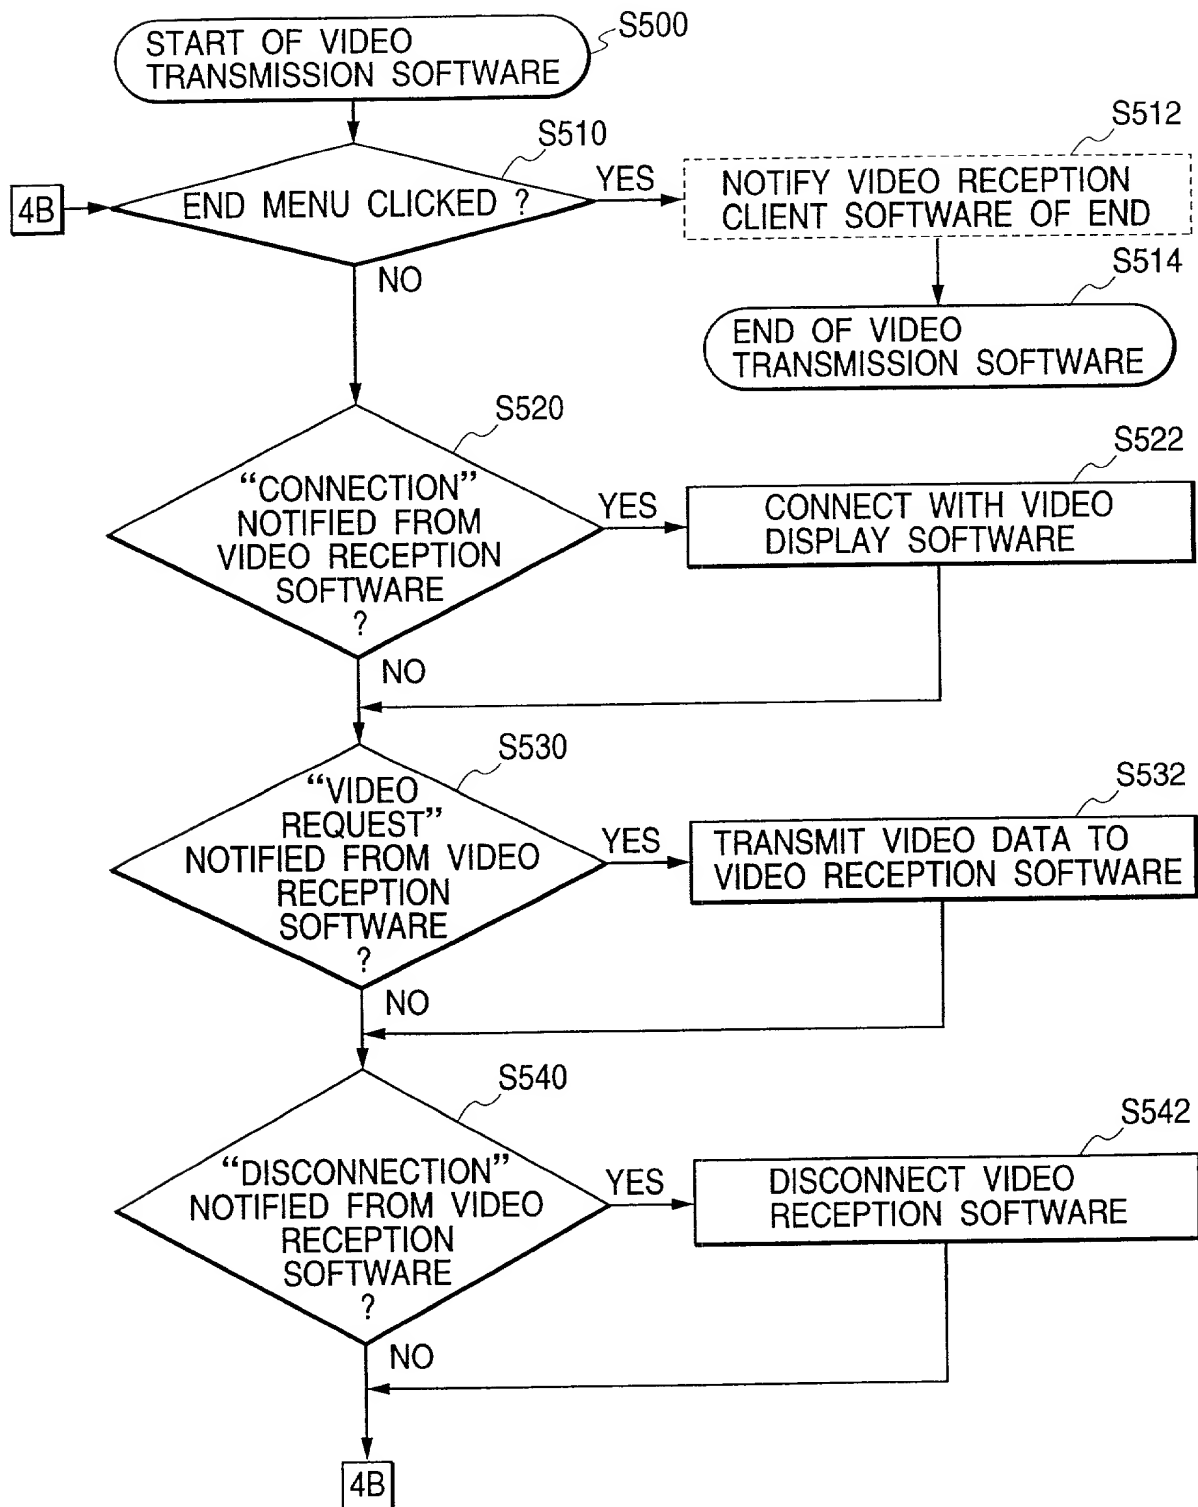 START OF VIDEO
TRANSMISSION SOFTWARE
S500
S510
END MENU CLICKED ?
4B
YES
NO
S512
NOTIFY VIDEO RECEPTION
CLIENT SOFTWARE OF END
S514
END OF VIDEO
TRANSMISSION SOFTWARE
S520
“CONNECTION”
NOTIFIED FROM
VIDEO RECEPTION
SOFTWARE
?
YES
NO
S522
CONNECT WITH VIDEO
DISPLAY SOFTWARE
S530
“VIDEO
REQUEST”
NOTIFIED FROM VIDEO
RECEPTION
SOFTWARE
?
YES
NO
S532
TRANSMIT VIDEO DATA TO
VIDEO RECEPTION SOFTWARE
S540
“DISCONNECTION”
NOTIFIED FROM VIDEO
RECEPTION
SOFTWARE
?
YES
NO
S542
DISCONNECT VIDEO
RECEPTION SOFTWARE
4B